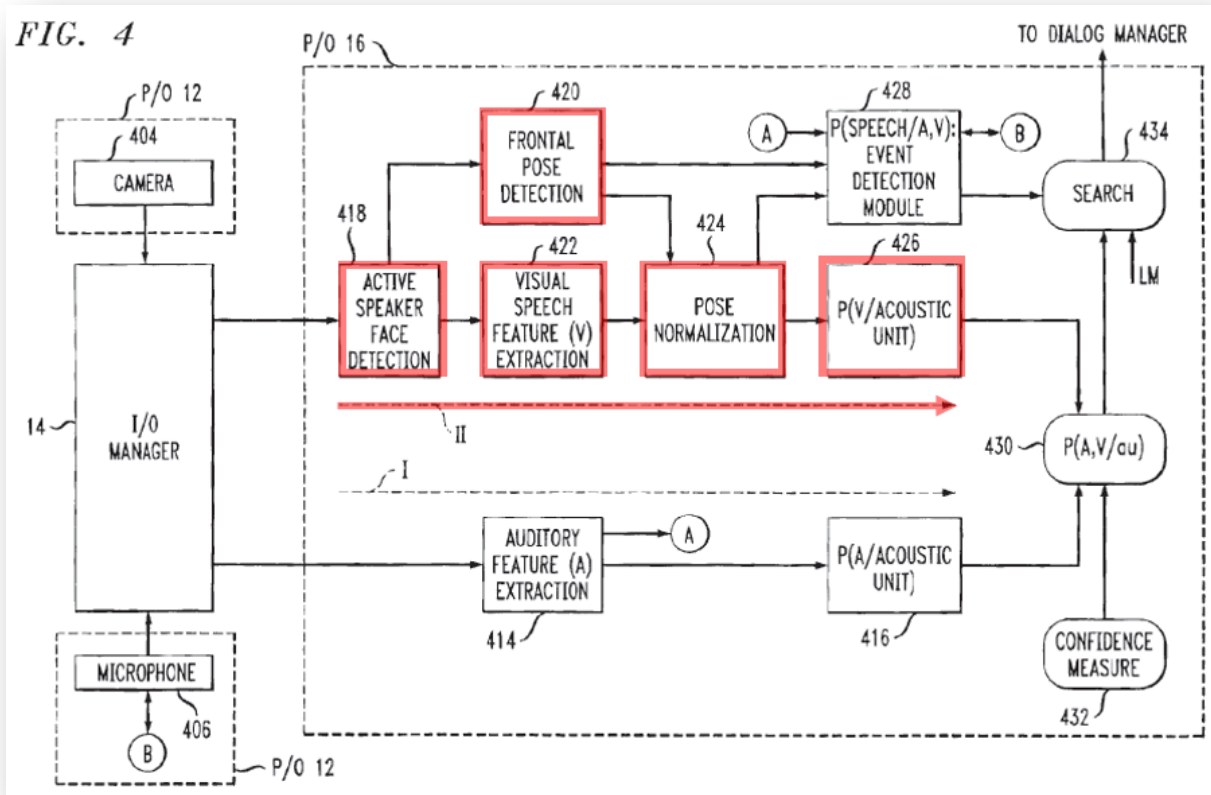 FIG. 4
P/O 12
404
CAMERA
14
I/O
MANAGER
MICROPHONE
406
B
P/O 12
P/O 16
TO DIALOG MANAGER
420
FRONTAL
POSE
DETECTION
A
428
P(SPEECH/A,V):
EVENT
DETECTION
MODULE
B
434
SEARCH
LM
418
ACTIVE
SPEAKER
FACE
DETECTION
422
VISUAL
SPEECH
FEATURE (V)
EXTRACTION
424
POSE
NORMALIZATION
426
P(V/ACOUSTIC
UNIT)
II
I
430
P(A,V/au)
AUDITORY
FEATURE (A)
EXTRACTION
414
A
P(A/ACOUSTIC
UNIT)
416
CONFIDENCE
MEASURE
432